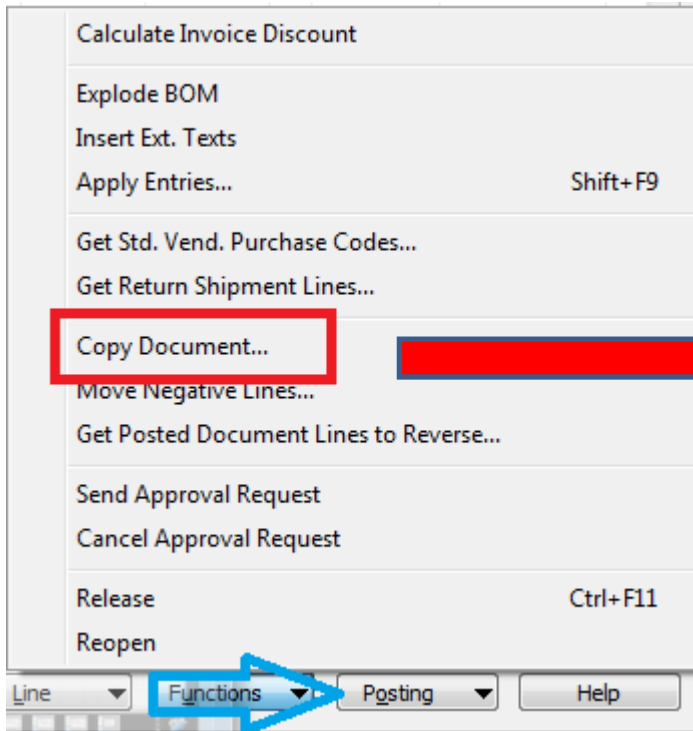 Calculate Invoice Discount
Explode BOM
Insert Ext. Texts
Apply Entries... Shift+F9
Get Std. Vend. Purchase Codes...
Get Return Shipment Lines...
Copy Document...
Move Negative Lines...
Get Posted Document Lines to Reverse...
Send Approval Request
Cancel Approval Request
Release Ctrl+F11
Reopen
Line Functions Posting Help